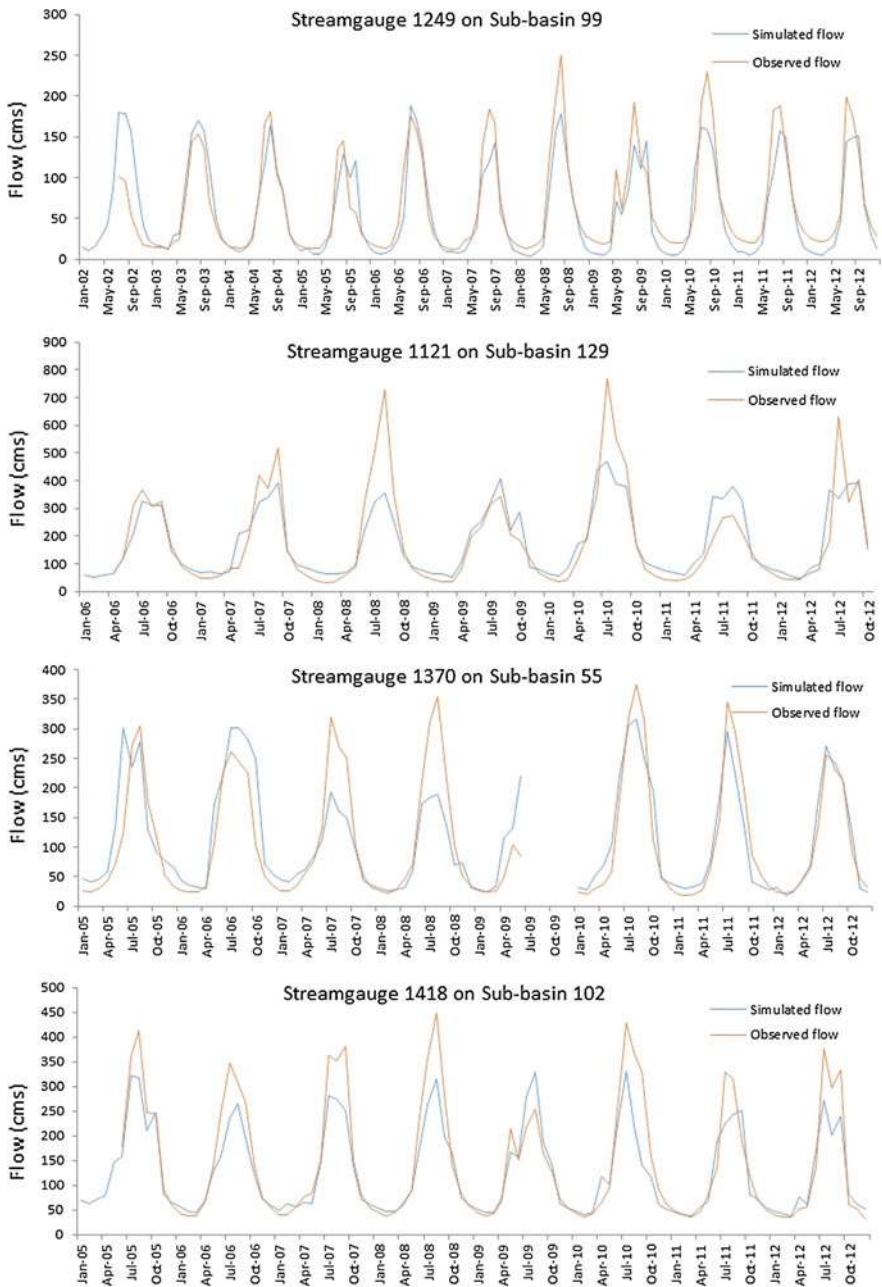 Streamgauge 1249 on Sub-basin 99
Simulated flow
Observed flow
Flow (cms)
300
250
200
150
100
50
0
Jan-02
May-02
Sep-02
Jan-03
May-03
Sep-03
Jan-04
May-04
Sep-04
Jan-05
May-05
Sep-05
Jan-06
May-06
Sep-06
Jan-07
May-07
Sep-07
Jan-08
May-08
Sep-08
Jan-09
May-09
Sep-09
Jan-10
May-10
Sep-10
Jan-11
May-11
Sep-11
Jan-12
May-12
Sep-12
Streamgauge 1121 on Sub-basin 129
Simulated flow
Observed flow
Flow (cms)
900
800
700
600
500
400
300
200
100
0
Jan-06
Apr-06
Jul-06
Oct-06
Jan-07
Apr-07
Jul-07
Oct-07
Jan-08
Apr-08
Jul-08
Oct-08
Jan-09
Apr-09
Jul-09
Oct-09
Jan-10
Apr-10
Jul-10
Oct-10
Jan-11
Apr-11
Jul-11
Oct-11
Jan-12
Apr-12
Jul-12
Oct-12
Streamgauge 1370 on Sub-basin 55
Simulated flow
Observed flow
Flow (cms)
400
350
300
250
200
150
100
50
0
Jan-05
Apr-05
Jul-05
Oct-05
Jan-06
Apr-06
Jul-06
Oct-06
Jan-07
Apr-07
Jul-07
Oct-07
Jan-08
Apr-08
Jul-08
Oct-08
Jan-09
Apr-09
Jul-09
Oct-09
Jan-10
Apr-10
Jul-10
Oct-10
Jan-11
Apr-11
Jul-11
Oct-11
Jan-12
Apr-12
Jul-12
Oct-12
Streamgauge 1418 on Sub-basin 102
Simulated flow
Observed flow
Flow (cms)
500
450
400
350
300
250
200
150
100
50
0
Jan-05
Apr-05
Jul-05
Oct-05
Jan-06
Apr-06
Jul-06
Oct-06
Jan-07
Apr-07
Jul-07
Oct-07
Jan-08
Apr-08
Jul-08
Oct-08
Jan-09
Apr-09
Jul-09
Oct-09
Jan-10
Apr-10
Jul-10
Oct-10
Jan-11
Apr-11
Jul-11
Oct-11
Jan-12
Apr-12
Jul-12
Oct-12